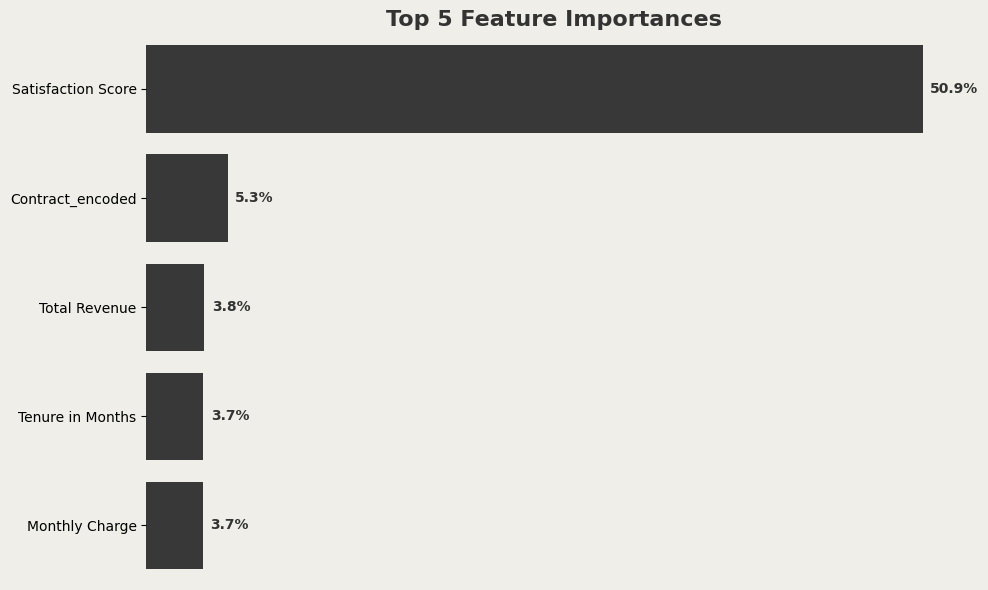 Top 5 Feature Importances
Satisfaction Score
50.9%
Contract_encoded
5.3%
Total Revenue
3.8%
Tenure in Months
3.7%
Monthly Charge
3.7%